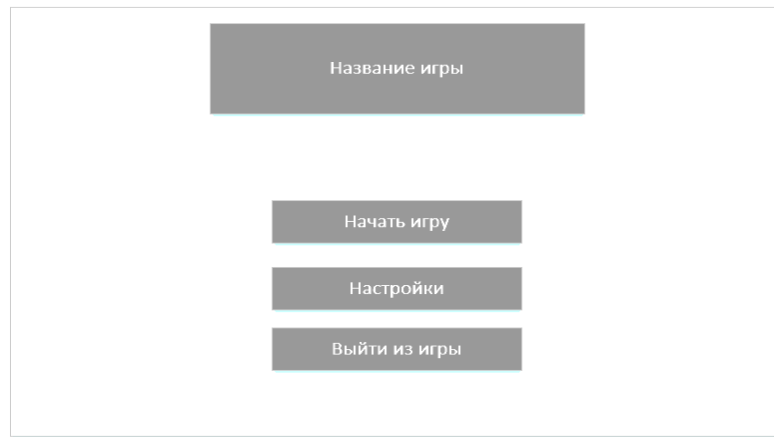 Название игры
Начать игру
Настройки
Выйти из игры